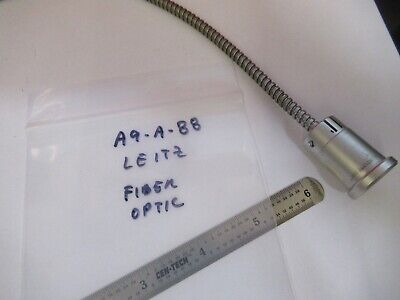 A9-A-88
LEITZ
FIBER
OPTIC
3 CEN-TECH 4 5 6